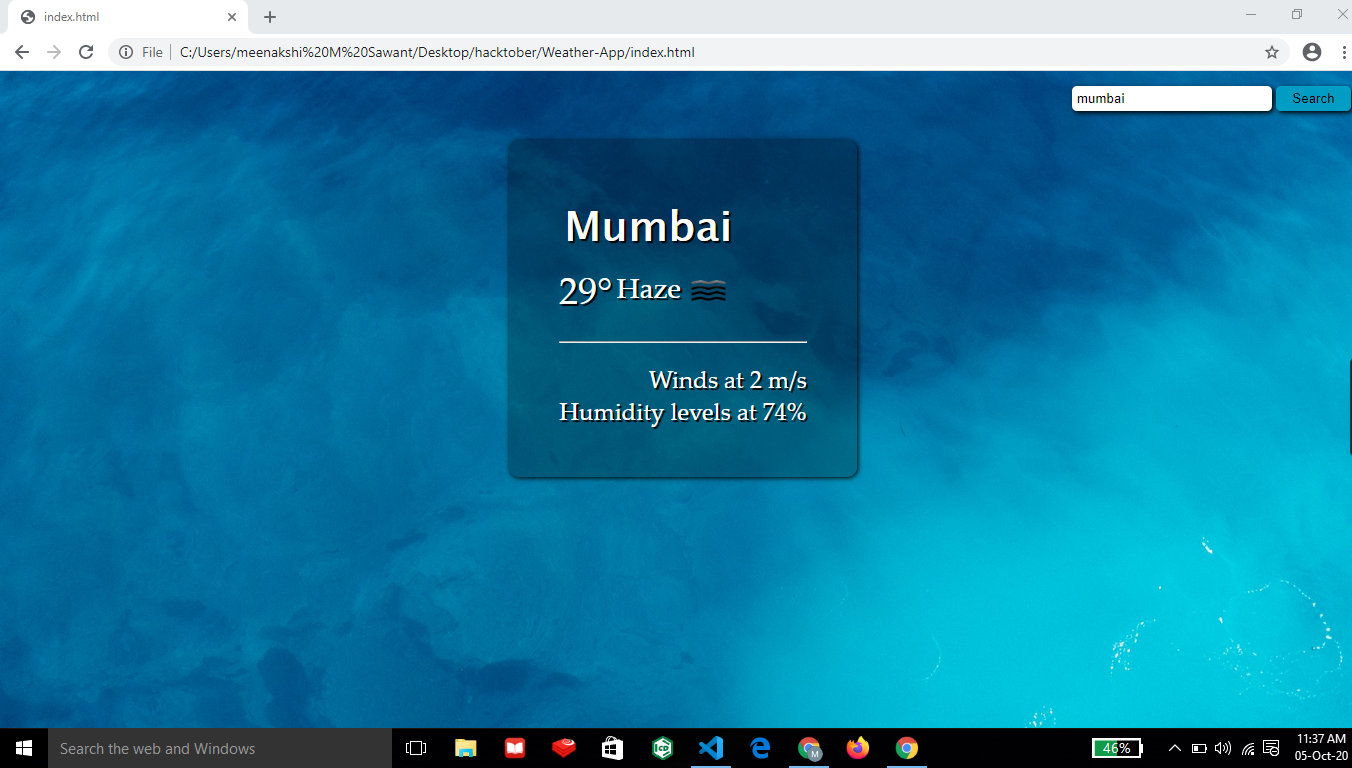 index.html
File C:/Users/meenakshi%20M%20Sawant/Desktop/hacktober/Weather-App/index.html
mumbai Search
Mumbai
29° Haze
Winds at 2 m/s
Humidity levels at 74%
Search the web and Windows
M
46%
11:37 AM
05-Oct-20